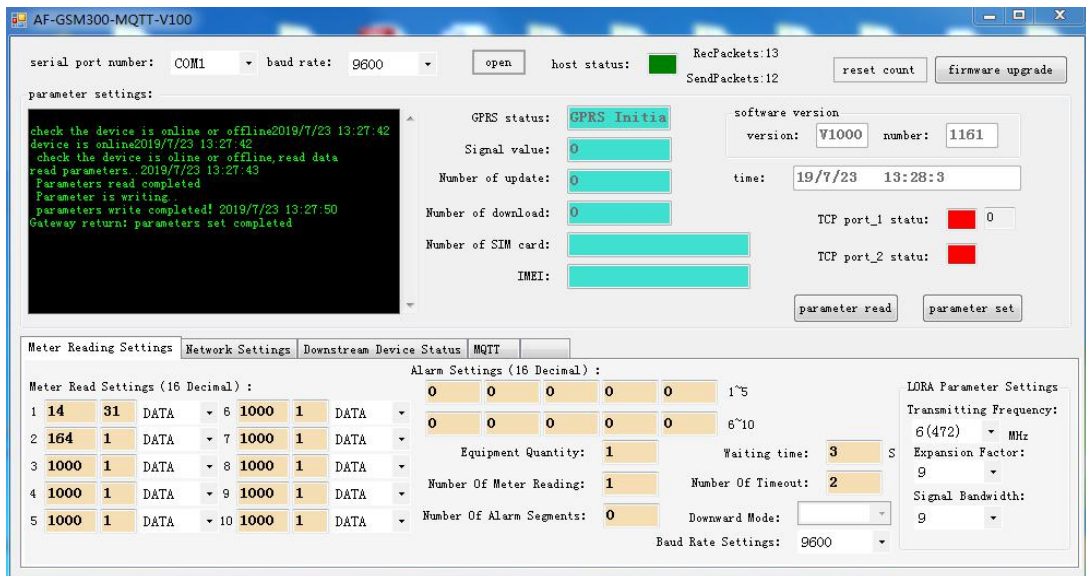 AF-GSM300-MQTT-V100
serial port number: COM1 baud rate: 9600 open host status: RecPackets:13
SendPackets:12
reset count firmware upgrade
parameter settings:
check the device is online or offline2019/7/23 13:27:42
device is online2019/7/23 13:27:42
check the device is oline or offline,read data
read parameters..2019/7/23 13:27:43
Parameters read completed
Parameter is writing..
parameters write completed! 2019/7/23 13:27:50
Gateway return: parameters set completed
GPRS status: GPRS Initia
Signal value: 0
Number of update: 0
Number of download: 0
Number of SIM card:
IMEI:
software version
version: V1000 number: 1161
time: 19/7/23 13:28:3
TCP port_1 statu: 0
TCP port_2 statu:
parameter read parameter set
Meter Reading Settings Network Settings Downstream Device Status MQTT
Meter Read Settings (16 Decimal) :
1 14 31 DATA 6 1000 1 DATA
2 164 1 DATA 7 1000 1 DATA
3 1000 1 DATA 8 1000 1 DATA
4 1000 1 DATA 9 1000 1 DATA
5 1000 1 DATA 10 1000 1 DATA
Alarm Settings (16 Decimal) :
0 0 0 0 0 1~5
0 0 0 0 0 6~10
Equipment Quantity: 1 Waiting time: 3 S
Number Of Meter Reading: 1 Number Of Timeout: 2
Number Of Alarm Segments: 0 Downward Mode:
Baud Rate Settings: 9600
LORA Parameter Settings
Transmitting Frequency:
6(472) MHz
Expansion Factor:
9
Signal Bandwidth:
9